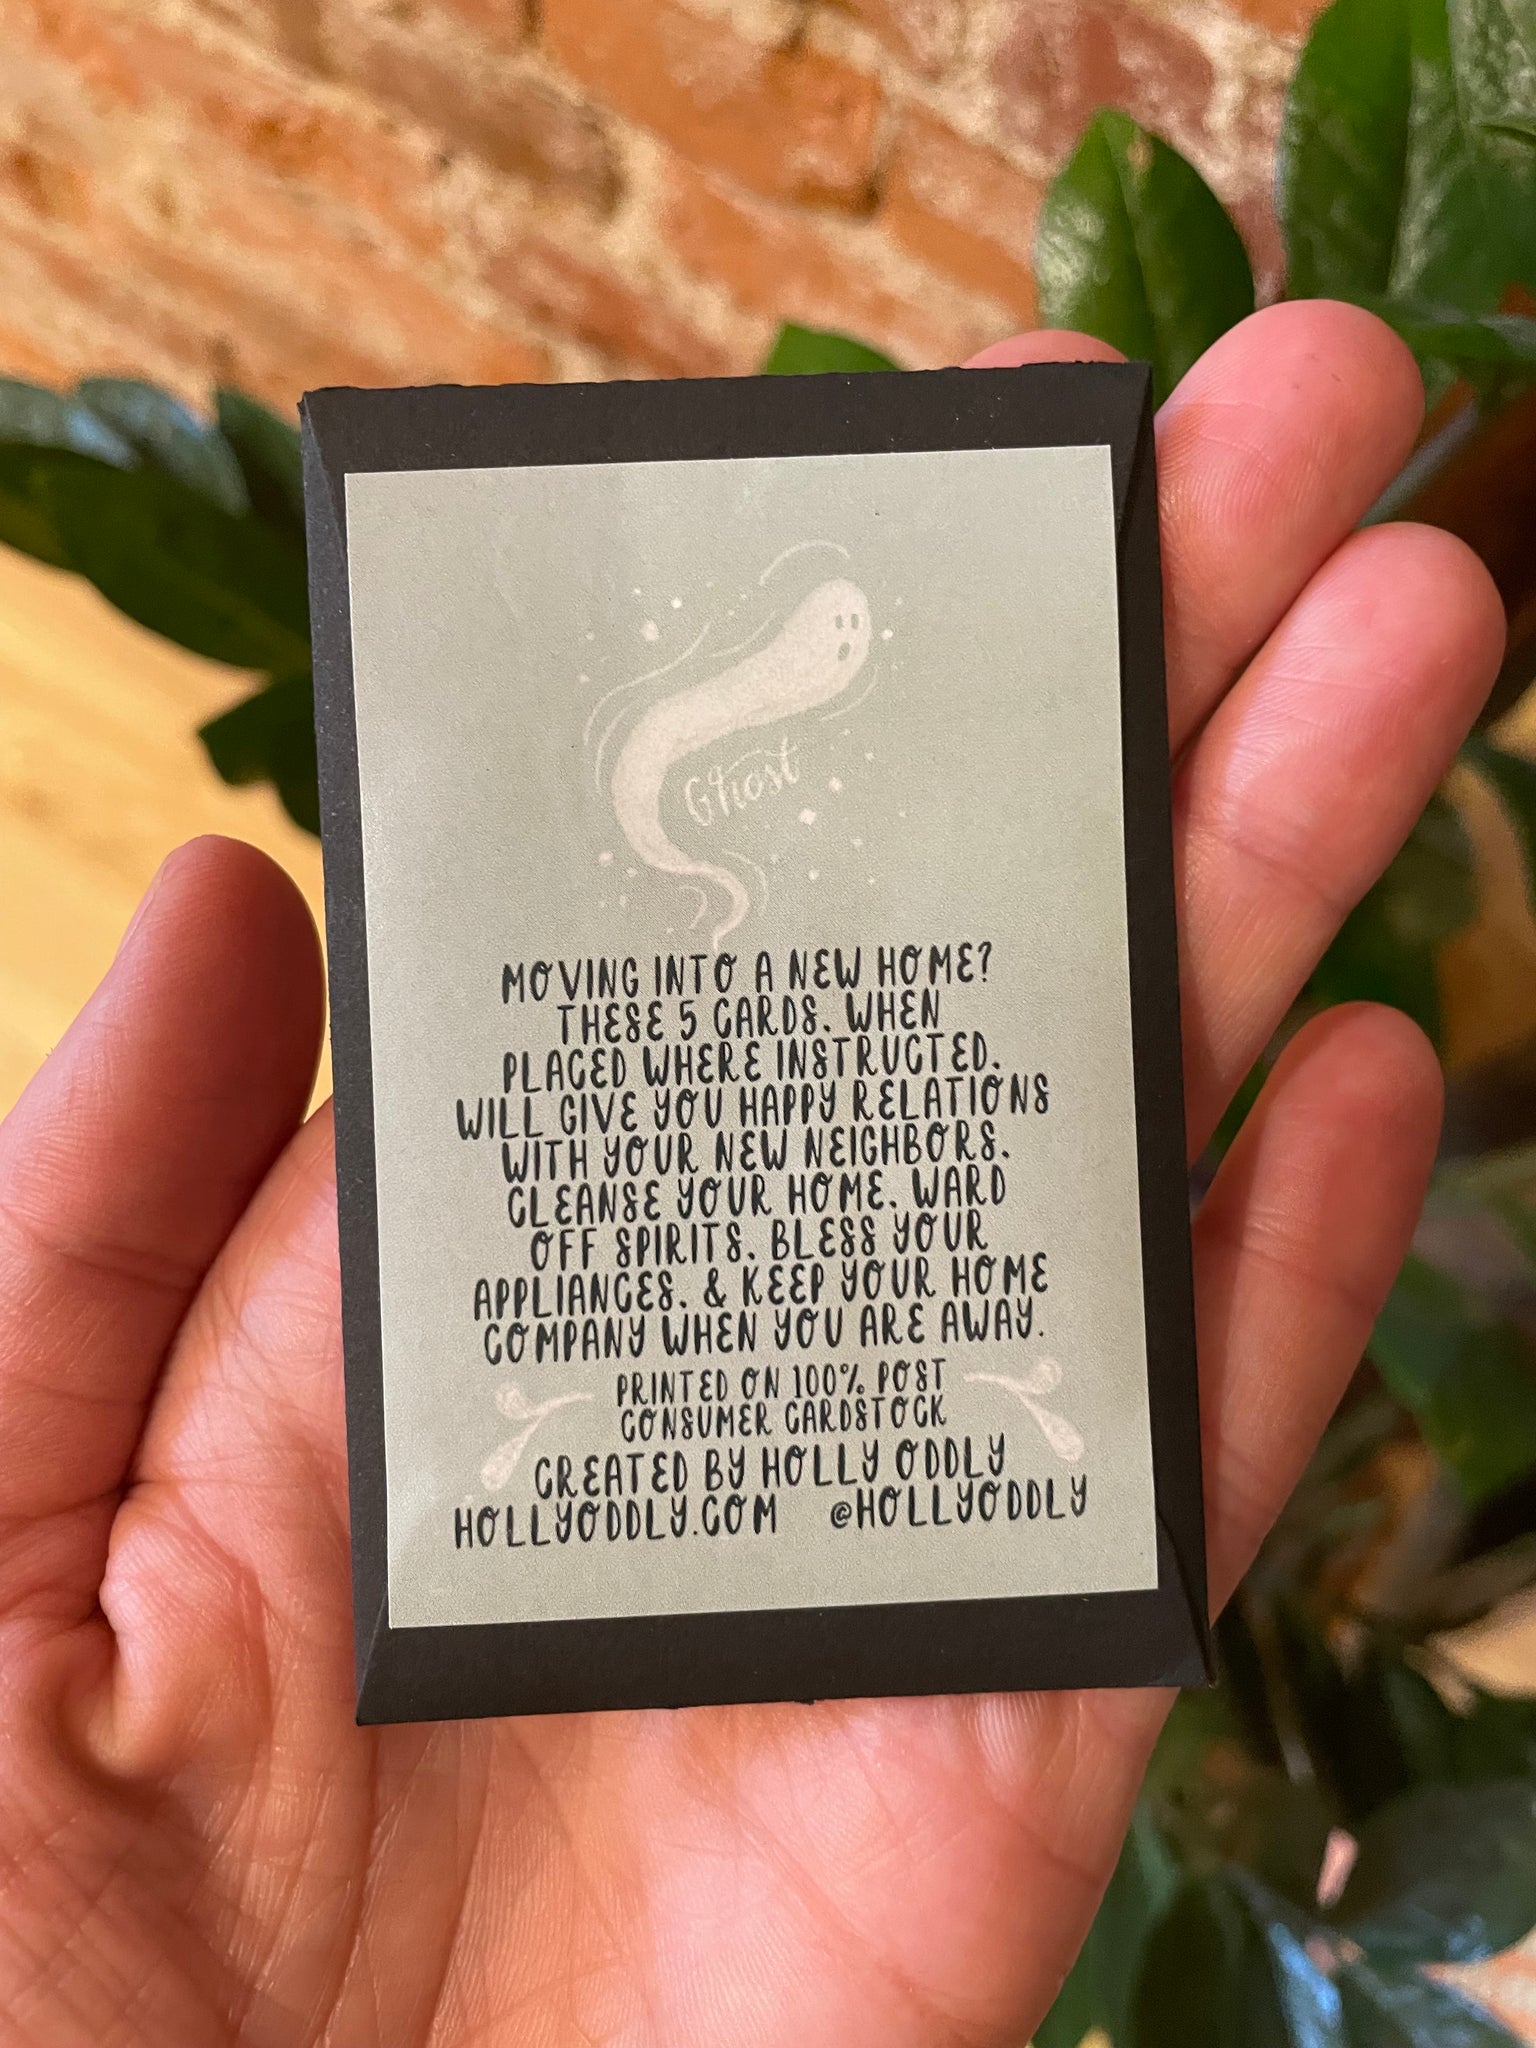 Ghost
MOVING INTO A NEW HOME?
THESE 5 CARDS, WHEN
PLACED WHERE INSTRUCTED,
WILL GIVE YOU HAPPY RELATIONS
WITH YOUR NEW NEIGHBORS,
CLEANSE YOUR HOME, WARD
OFF SPIRITS, BLESS YOUR
APPLIANCES, & KEEP YOUR HOME
COMPANY WHEN YOU ARE AWAY.
PRINTED ON 100% POST
CONSUMER CARDSTOCK
CREATED BY HOLLY ODDLY
HOLLYODDLY.COM @HOLLYODDLY